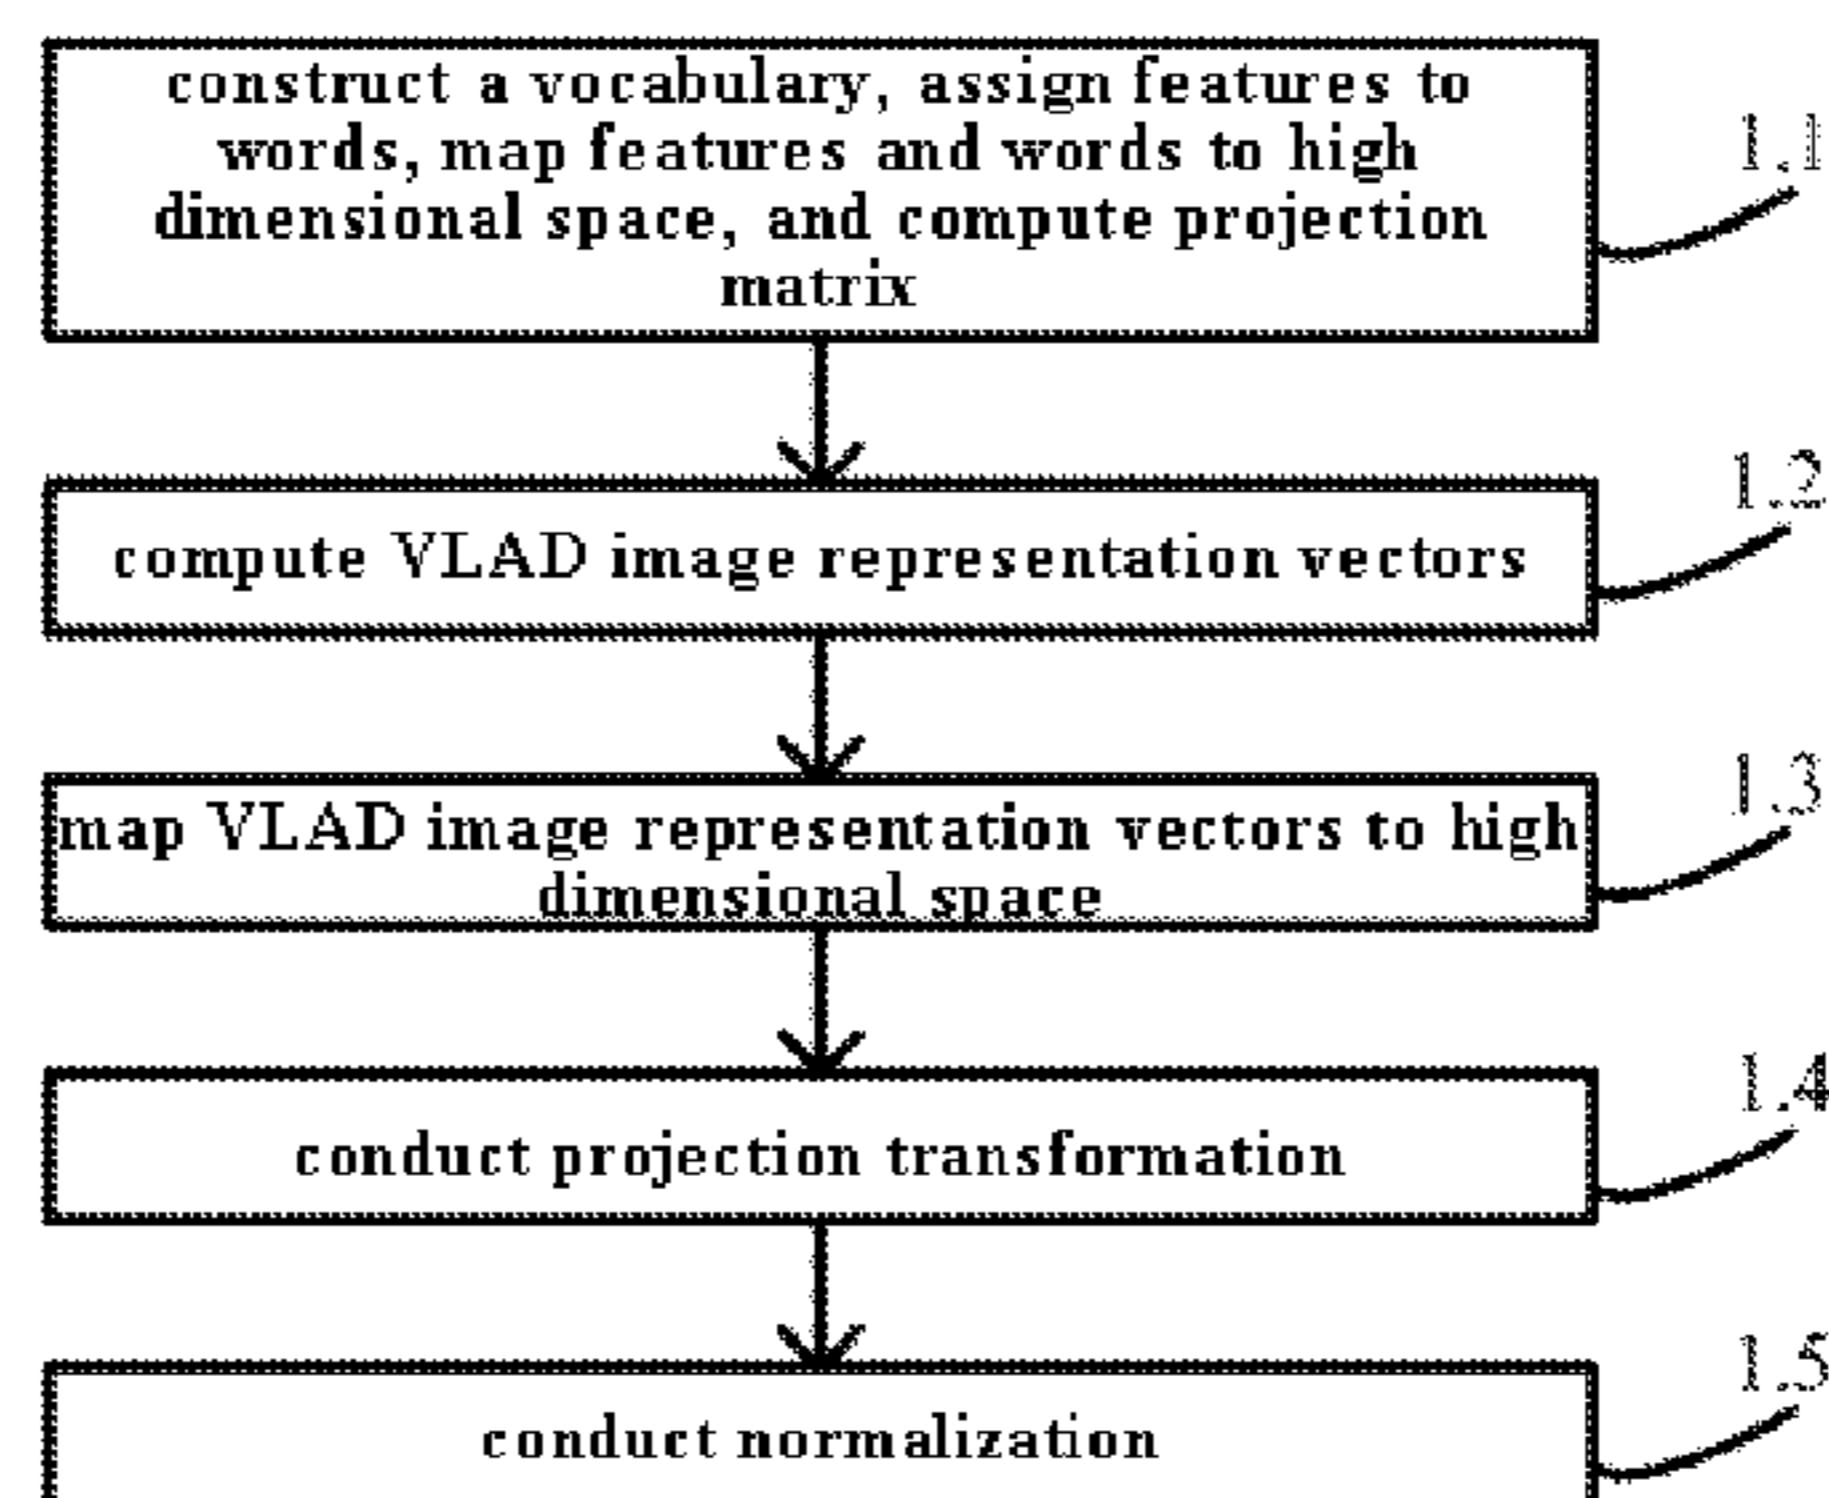 construct a vocabulary, assign features to
words, map features and words to high
dimensional space, and compute projection
matrix
1.1
compute VLAD image representation vectors
1.2
map VLAD image representation vectors to high
dimensional space
1.3
conduct projection transformation
1.4
conduct normalization
1.5